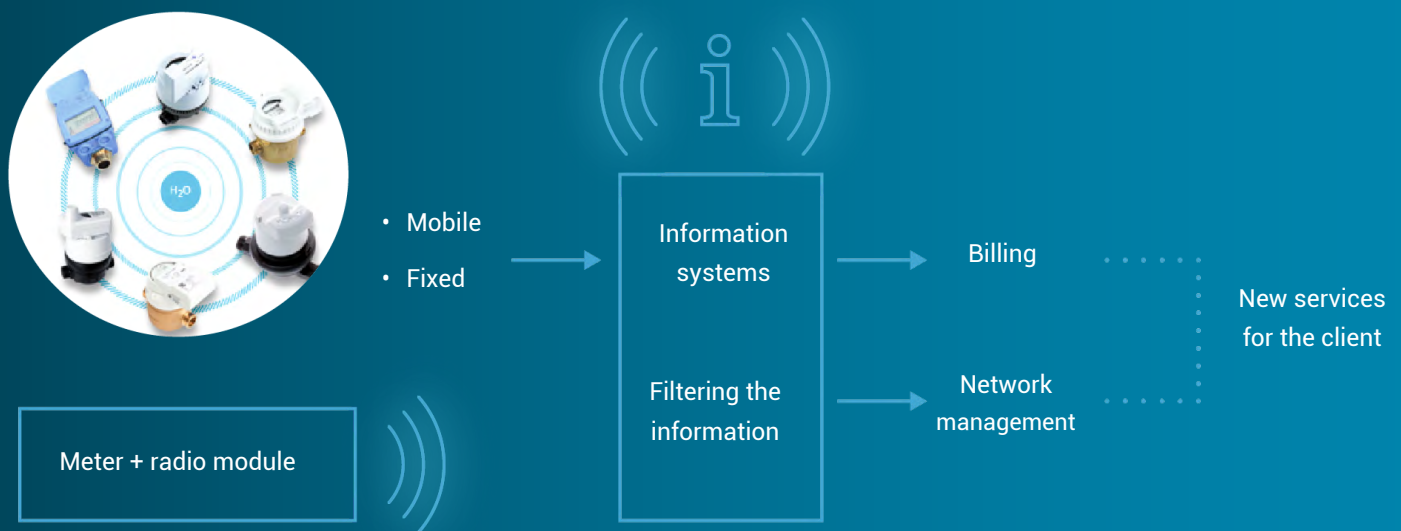 H₂O
• Mobile
• Fixed
Meter + radio module
Information
systems
Filtering the
information
Billing
Network
management
New services
for the client